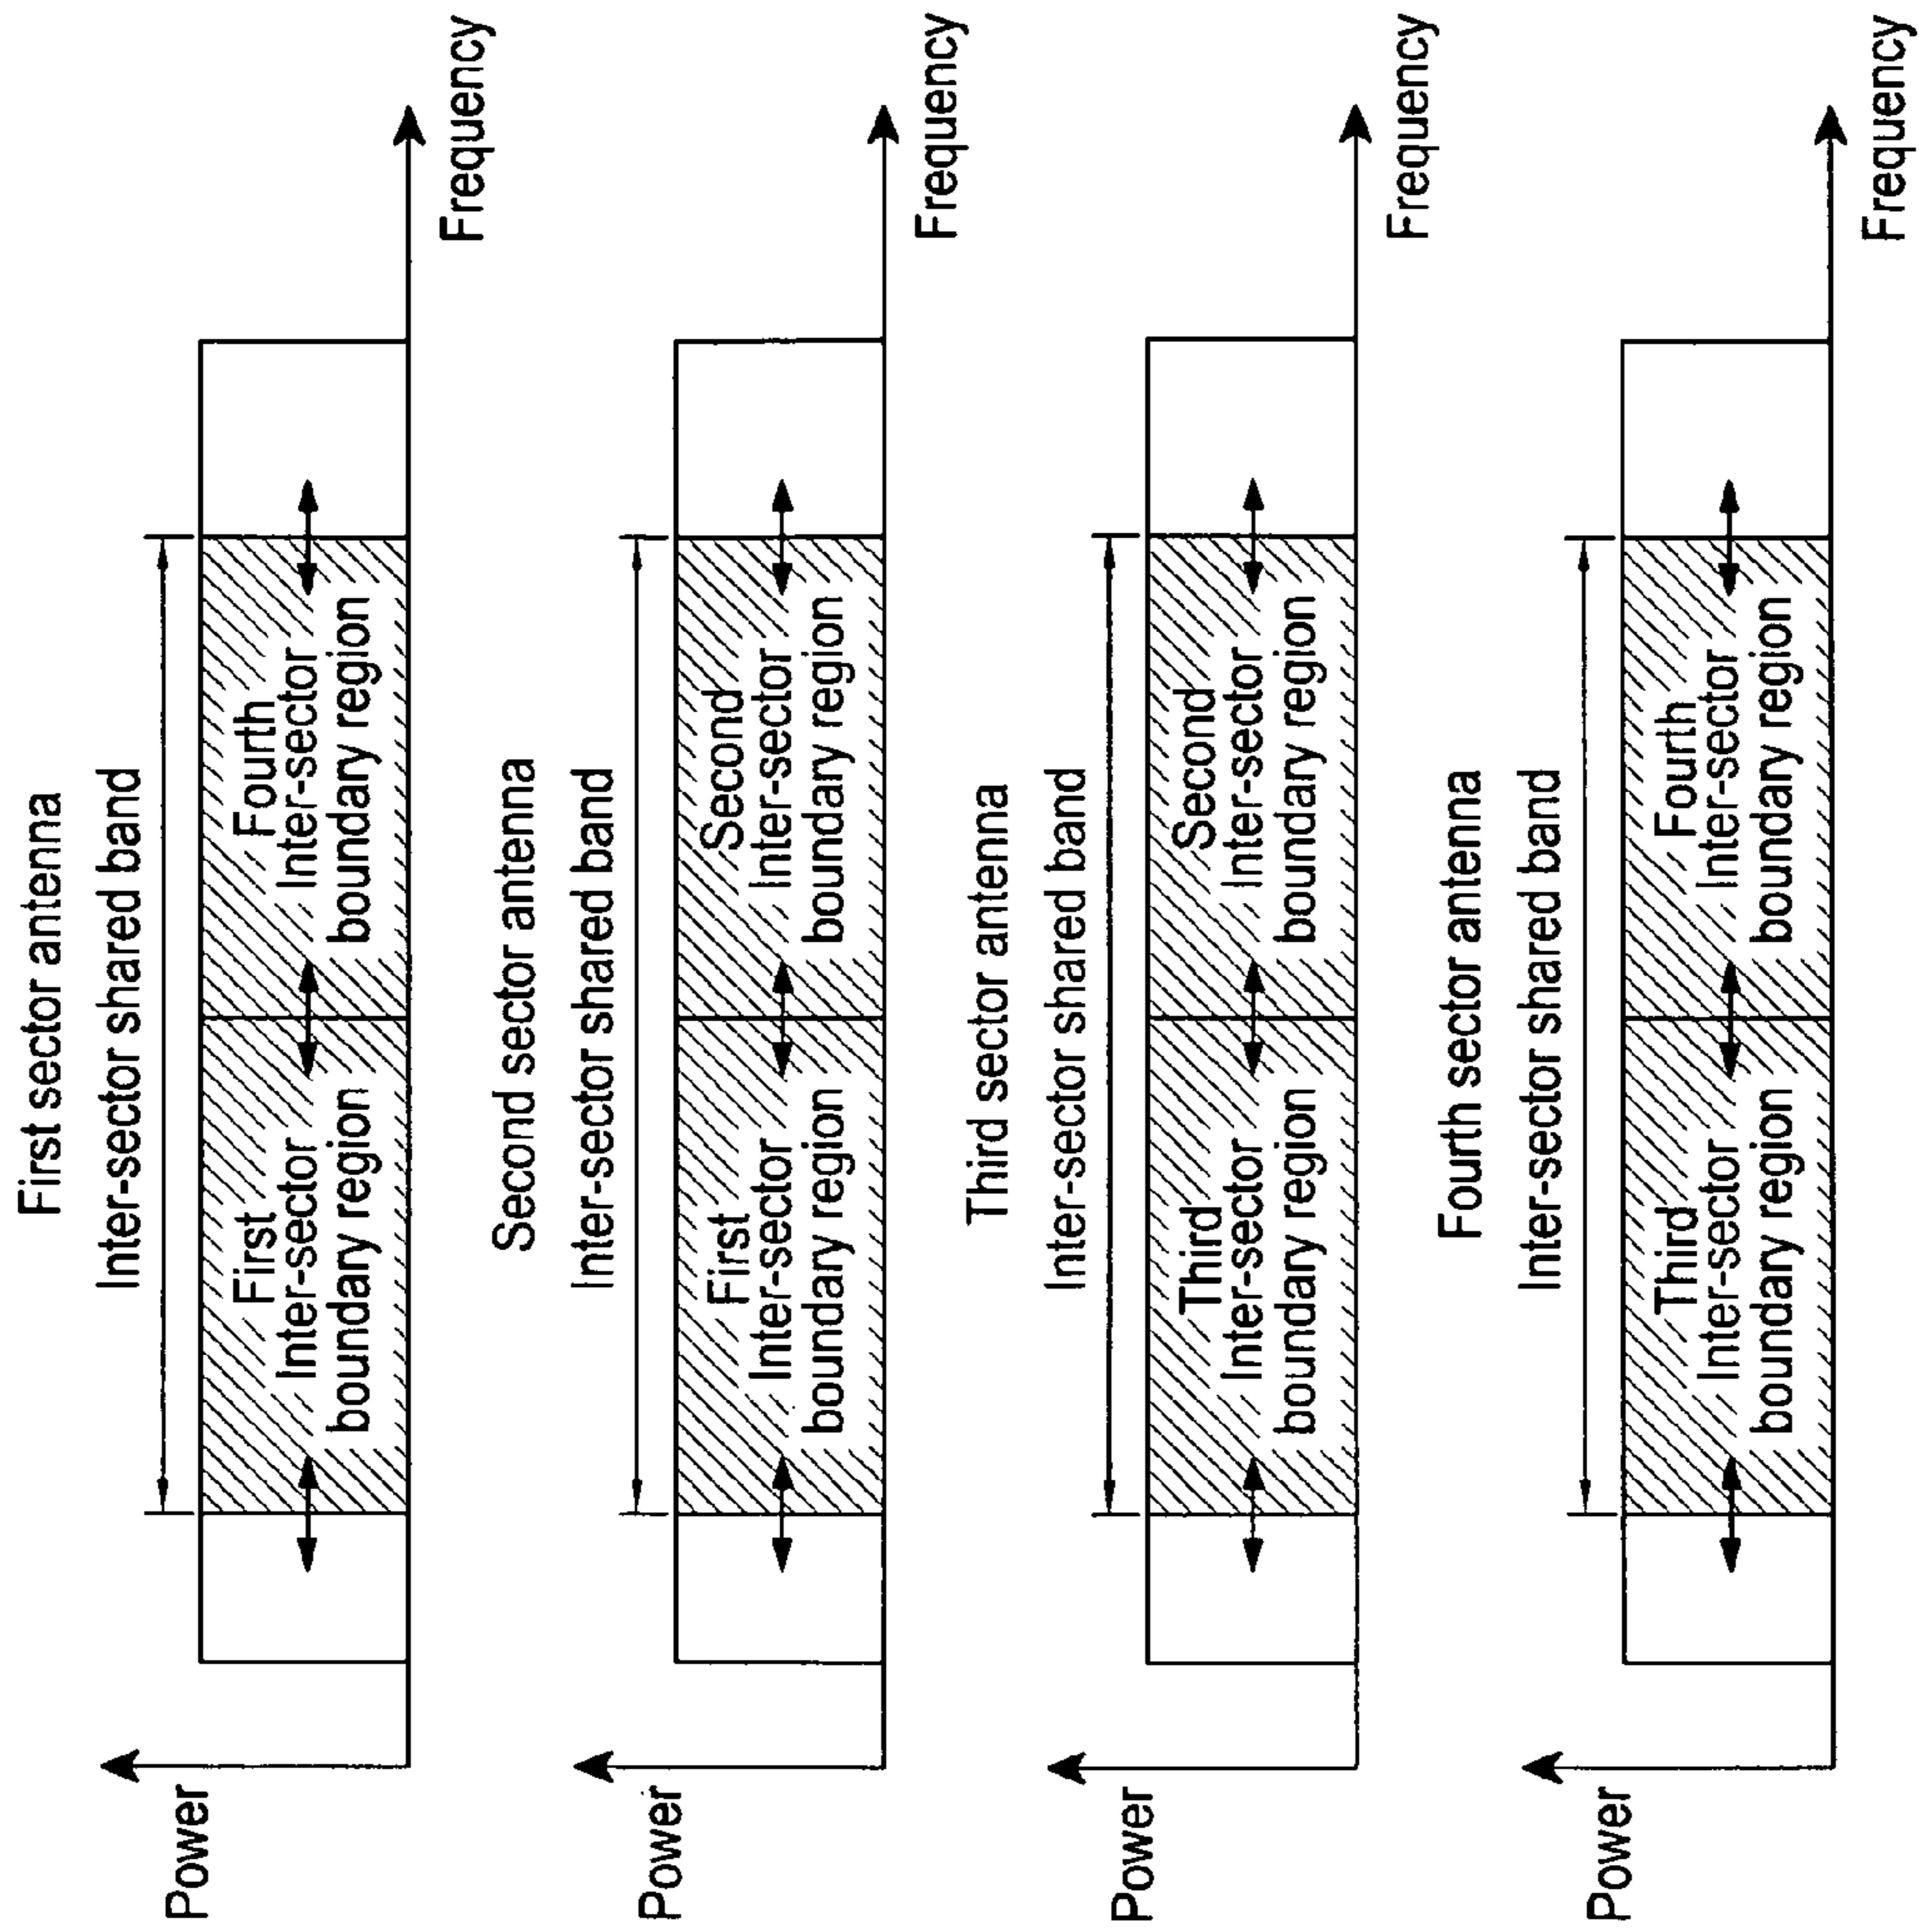 First sector antenna
Inter-sector shared band
Power
First
Inter-sector
boundary region
Fourth
Inter-sector
boundary region
Frequency
Second sector antenna
Inter-sector shared band
Power
First
Inter-sector
boundary region
Second
Inter-sector
boundary region
Frequency
Third sector antenna
Inter-sector shared band
Power
Third
Inter-sector
boundary region
Second
Inter-sector
boundary region
Frequency
Fourth sector antenna
Inter-sector shared band
Power
Third
Inter-sector
boundary region
Fourth
Inter-sector
boundary region
Frequency